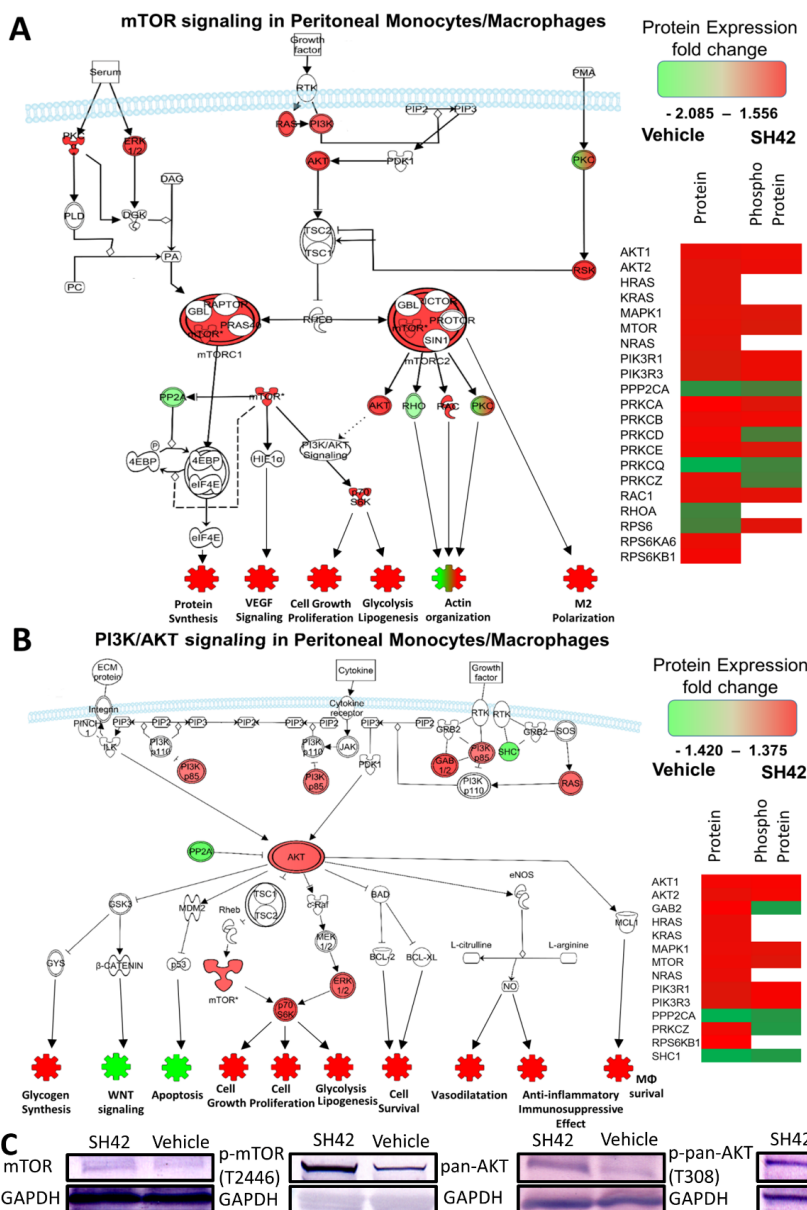 A
mTOR signaling in Peritoneal Monocytes/Macrophages
Protein Expression
fold change
- 2.085 – 1.556
Vehicle SH42
Protein
Phospho
Protein
Growth
factor
Serum
RTK
PMA
PIP2
PIP3
RAS
PI3K
ERK
1/2
AKT
PDK1
PKC
DAG
PLD
DGK
TSC2
TSC1
PA
PC
RSK
RAPTOR
GBL
PRAS40
mTOR*
mTORC1
RHEB
GBL
mTOR*
PROTOR
SIN1
mTORC2
PP2A
mTOR*
AKT
RHO
RAC
PKC
P
4EBP
4EBP
eIF4E
HIF1α
PI3K/AKT
Signaling
p70
S6K
eIF4E
AKT1
AKT2
HRAS
KRAS
MAPK1
MTOR
NRAS
PIK3R1
PIK3R3
PPP2CA
PRKCA
PRKCB
PRKCD
PRKCE
PRKCQ
PRKCZ
RAC1
RHOA
RPS6
RPS6KA6
RPS6KB1
Protein
Synthesis
VEGF
Signaling
Cell Growth
Proliferation
Glycolysis
Lipogenesis
Actin
organization
M2
Polarization
B
PI3K/AKT signaling in Peritoneal Monocytes/Macrophages
Protein Expression
fold change
- 1.420 – 1.375
Vehicle SH42
Protein
Phospho
Protein
ECM
protein
Cytokine
Growth
factor
Integrin
Cytokine
receptor
RTK
RTK
PINCH
1
ILK
PIP3
PIP2
PIP3
PIP3
PIP3
PIP2
PIP3
PIP2
GRB2
GRB2
SOS
PI3K
p110
PI3K
p85
PI3K
p110
JAK
PI3K
p85
PDK1
GAB
1/2
PI3K
p85
SHC
PI3K
p110
RAS
PP2A
AKT
GSK3
MDM2
TSC1
TSC2
Rheb
c-Raf
BAD
eNOS
MCL1
MEK
1/2
GYS
β-CATENIN
p53
mTOR*
ERK
1/2
BCL-2
BCL-XL
L-citrulline
L-arginine
NO
p70
S6K
AKT1
AKT2
GAB2
HRAS
KRAS
MAPK1
MTOR
NRAS
PIK3R1
PIK3R3
PPP2CA
PRKCZ
RPS6KB1
SHC1
Glycogen
Synthesis
WNT
signaling
Apoptosis
Cell
Growth
Cell
Proliferation
Glycolysis
Lipogenesis
Cell
Survival
Vasodilatation
Anti-inflammatory
Immunosuppressive
Effect
MΦ
surival
C
SH42 Vehicle
mTOR
GAPDH
SH42 Vehicle
p-mTOR
(T2446)
GAPDH
SH42 Vehicle
pan-AKT
GAPDH
SH42
p-pan-AKT
(T308)
GAPDH